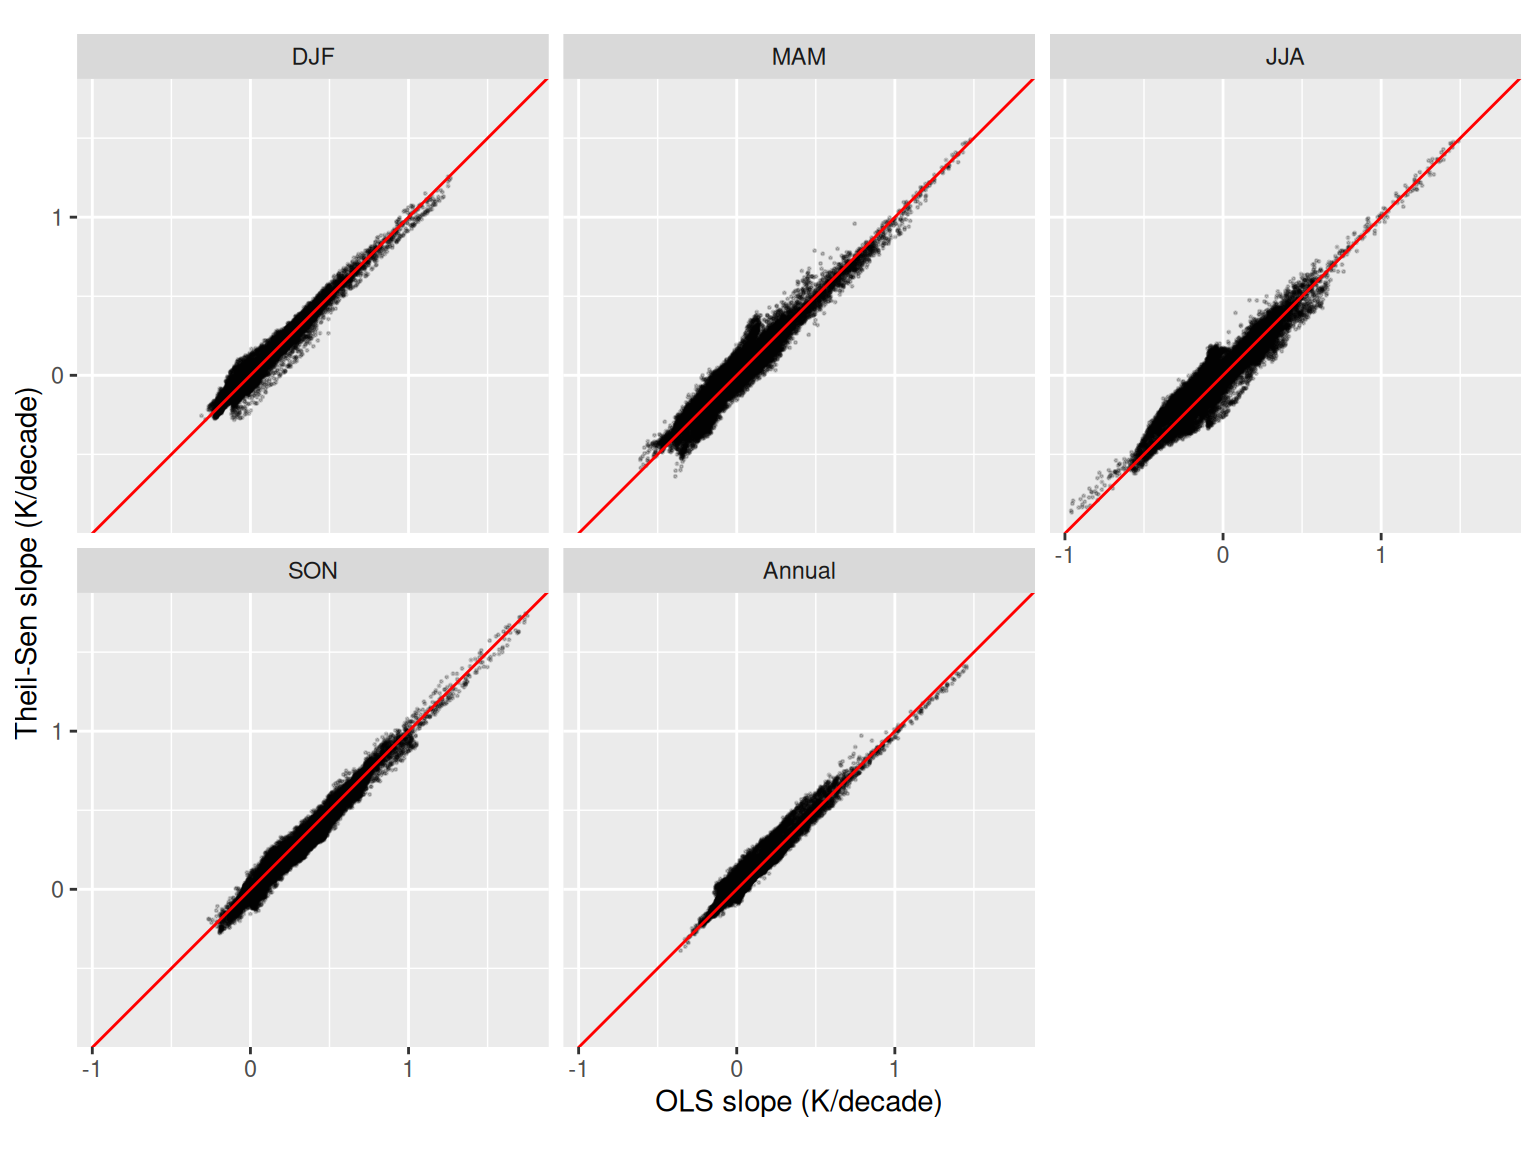 DJF
MAM
JJA
1
0
-1 0 1
SON
Annual
1
0
-1 0 1
-1 0 1
OLS slope (K/decade)
Theil-Sen slope (K/decade)